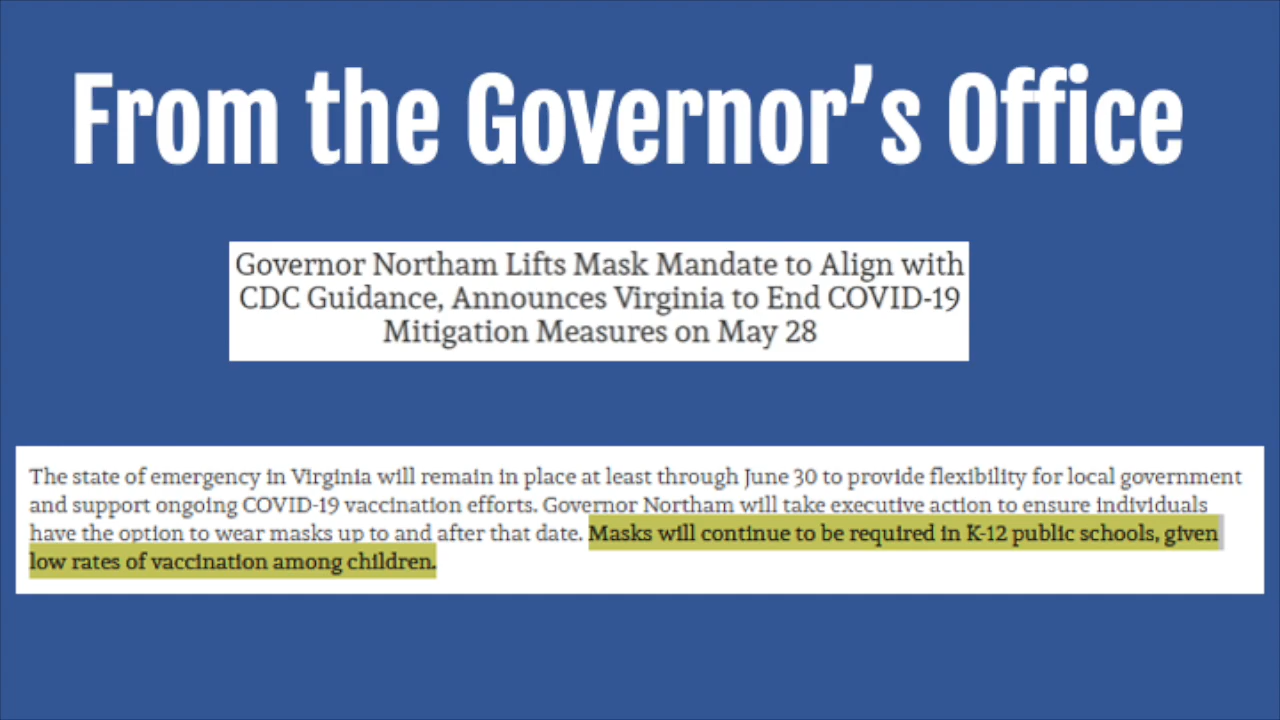 From the Governor’s Office
Governor Northam Lifts Mask Mandate to Align with
CDC Guidance, Announces Virginia to End COVID-19
Mitigation Measures on May 28
The state of emergency in Virginia will remain in place at least through June 30 to provide flexibility for local government
and support ongoing COVID-19 vaccination efforts. Governor Northam will take executive action to ensure individuals
have the option to wear masks up to and after that date. Masks will continue to be required in K-12 public schools, given
low rates of vaccination among children.